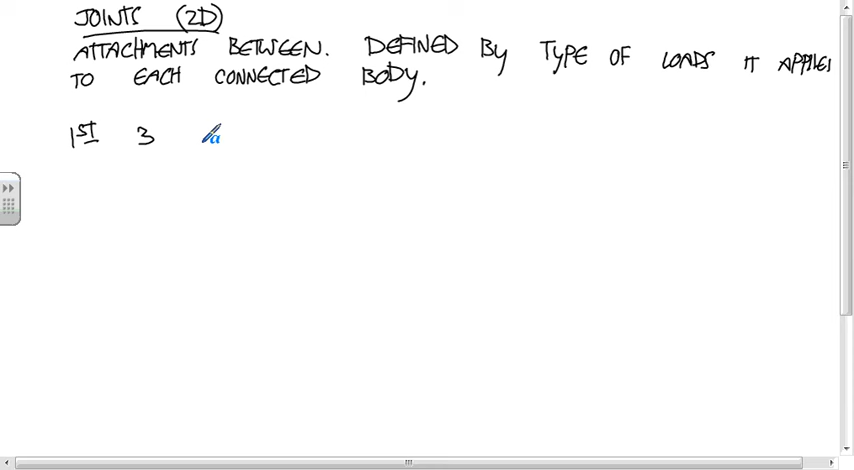 JOINTS (2D)
ATTACHMENTS BETWEEN. DEFINED BY TYPE OF LOADS IT APPLIES
TO EACH CONNECTED BODY.
1st 3